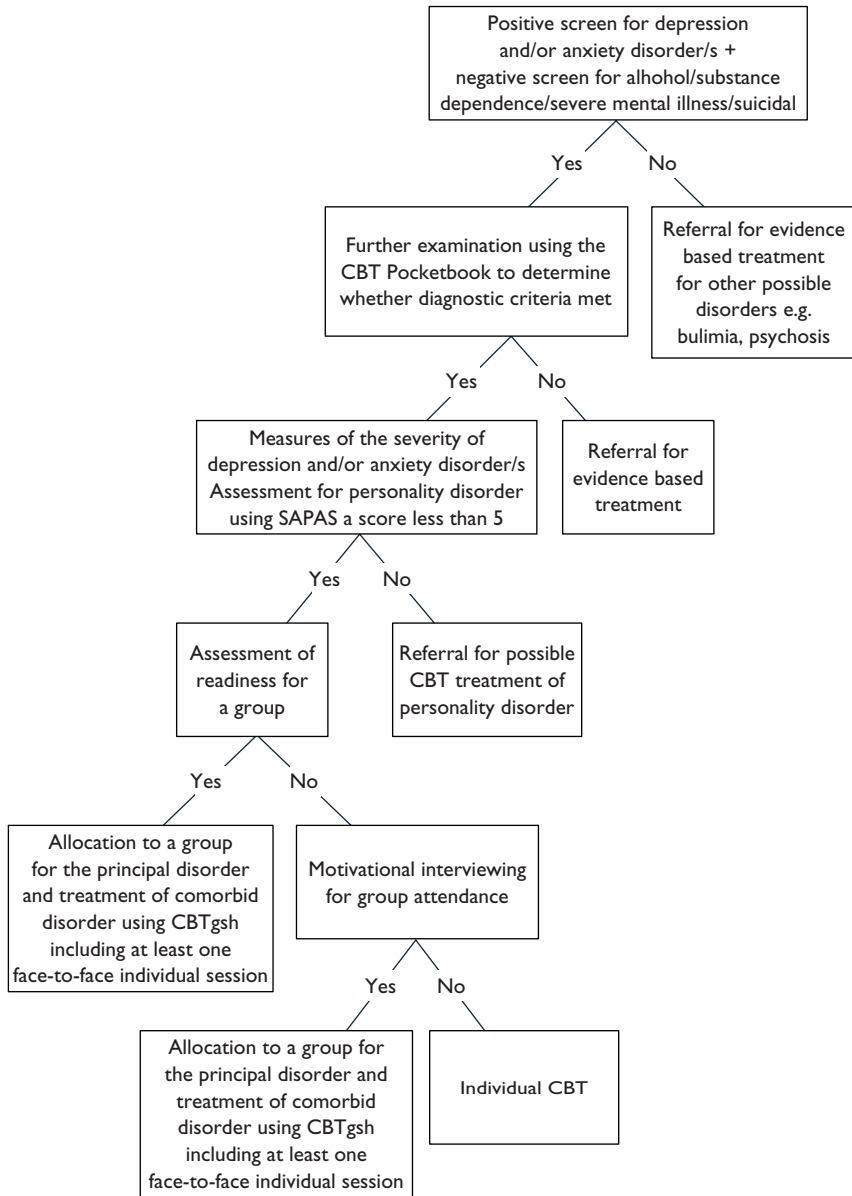 Positive screen for depression
and/or anxiety disorder/s +
negative screen for alhohol/substance
dependence/severe mental illness/suicidal
Yes
No
Further examination using the
CBT Pocketbook to determine
whether diagnostic criteria met
Referral for evidence
based treatment
for other possible
disorders e.g.
bulimia, psychosis
Yes
No
Measures of the severity of
depression and/or anxiety disorder/s
Assessment for personality disorder
using SAPAS a score less than 5
Referral for
evidence based
treatment
Yes
No
Assessment of
readiness for
a group
Referral for possible
CBT treatment of
personality disorder
Yes
No
Allocation to a group
for the principal disorder
and treatment of comorbid
disorder using CBTgsh
including at least one
face-to-face individual session
Motivational interviewing
for group attendance
Yes
No
Allocation to a group for
the principal disorder and
treatment of comorbid
disorder using CBTgsh
including at least one
face-to-face individual session
Individual CBT